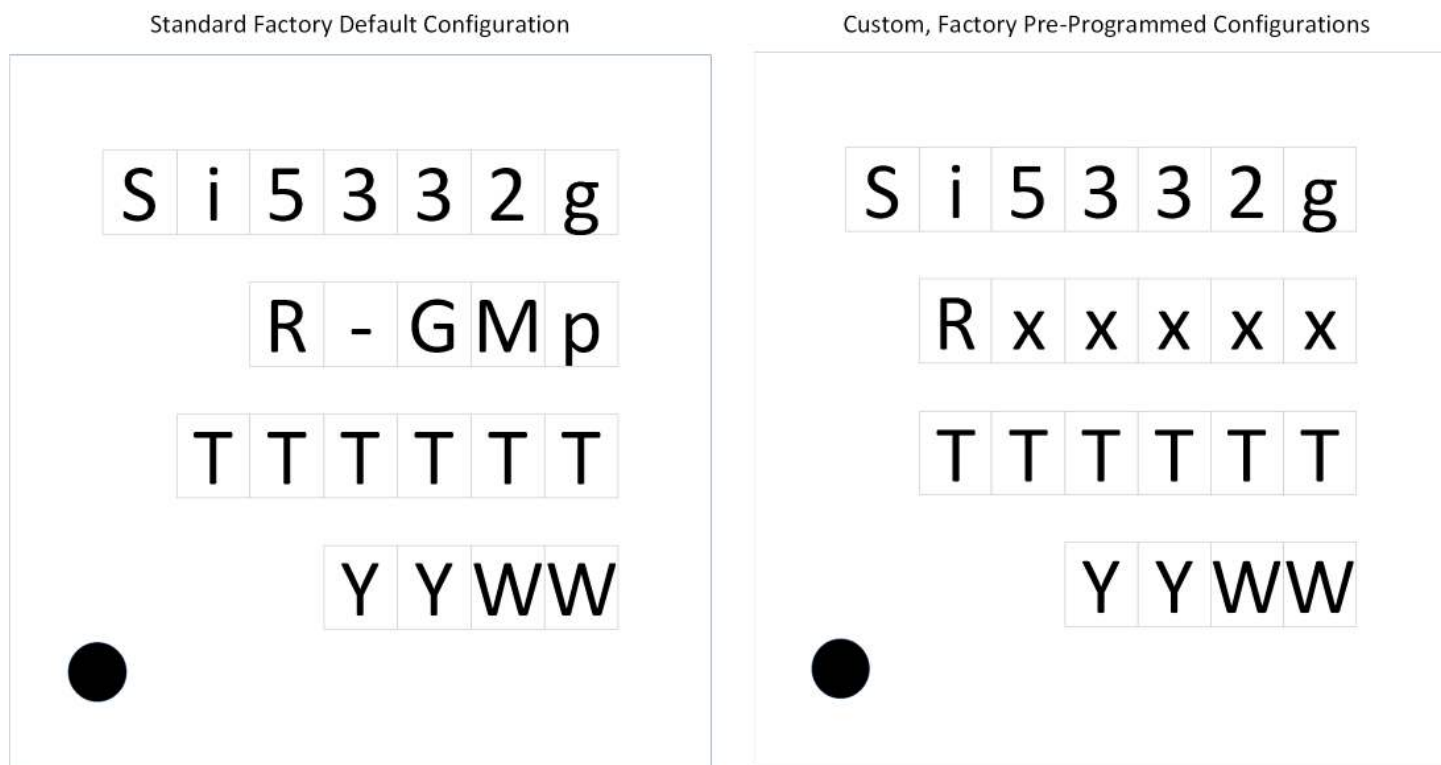 Standard Factory Default Configuration
Si5332g
R-GMp
TTTTTT
YYWW
Custom, Factory Pre-Programmed Configurations
Si5332g
Rxxxxx
TTTTTT
YYWW